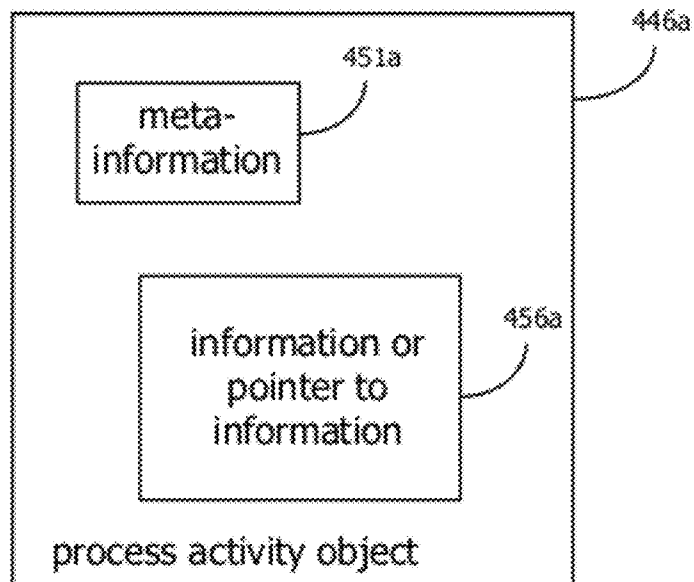 446a
451a
meta-
information
456a
information or
pointer to
information
process activity object